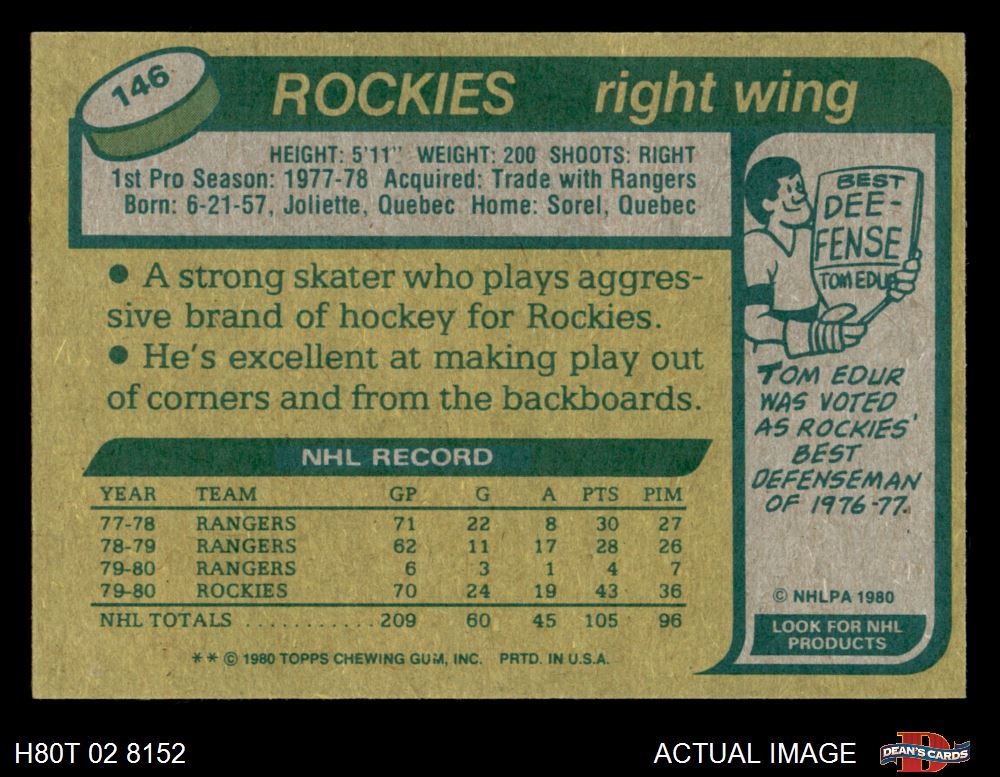 146
ROCKIES right wing
HEIGHT: 5'11" WEIGHT: 200 SHOOTS: RIGHT
1st Pro Season: 1977-78 Acquired: Trade with Rangers
Born: 6-21-57, Joliette, Quebec Home: Sorel, Quebec
● A strong skater who plays aggres-
sive brand of hockey for Rockies.
● He's excellent at making play out
of corners and from the backboards.
NHL RECORD
YEAR TEAM GP G A PTS PIM
77-78 RANGERS 71 22 8 30 27
78-79 RANGERS 62 11 17 28 26
79-80 RANGERS 6 3 1 4 7
79-80 ROCKIES 70 24 19 43 36
NHL TOTALS ........... 209 60 45 105 96
** © 1980 TOPPS CHEWING GUM, INC. PRTD. IN U.S.A.
BEST
DEE-
FENSE
TOM EDUR
TOM EDUR
WAS VOTED
AS ROCKIES'
BEST
DEFENSEMAN
OF 1976-77.
© NHLPA 1980
LOOK FOR NHL
PRODUCTS
H80T 02 8152
ACTUAL IMAGE
DEAN'S CARDS